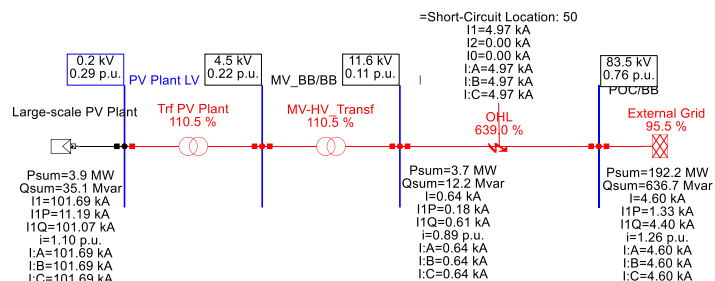 =Short-Circuit Location: 50
I1=4.97 kA
I2=0.00 kA
I0=0.00 kA
I:A=4.97 kA
I:B=4.97 kA
I:C=4.97 kA
0.2 kV
0.29 p.u.
PV Plant LV
4.5 kV
0.22 p.u.
MV_BB/BB
11.6 kV
0.11 p.u.
83.5 kV
0.76 p.u.
POC/BB
Large-scale PV Plant
Trf PV Plant
110.5 %
MV-HV_Transf
110.5 %
OHL
639.0 %
External Grid
95.5 %
Psum=3.9 MW
Qsum=35.1 Mvar
I1=101.69 kA
I1P=11.19 kA
I1Q=101.07 kA
i=1.10 p.u.
I:A=101.69 kA
I:B=101.69 kA
I:C=101.69 kA
Psum=3.7 MW
Qsum=12.2 Mvar
I=0.64 kA
I1P=0.18 kA
I1Q=0.61 kA
i=0.89 p.u.
I:A=0.64 kA
I:B=0.64 kA
I:C=0.64 kA
Psum=192.2 MW
Qsum=636.7 Mvar
I=4.60 kA
I1P=1.33 kA
I1Q=4.40 kA
i=1.26 p.u.
I:A=4.60 kA
I:B=4.60 kA
I:C=4.60 kA